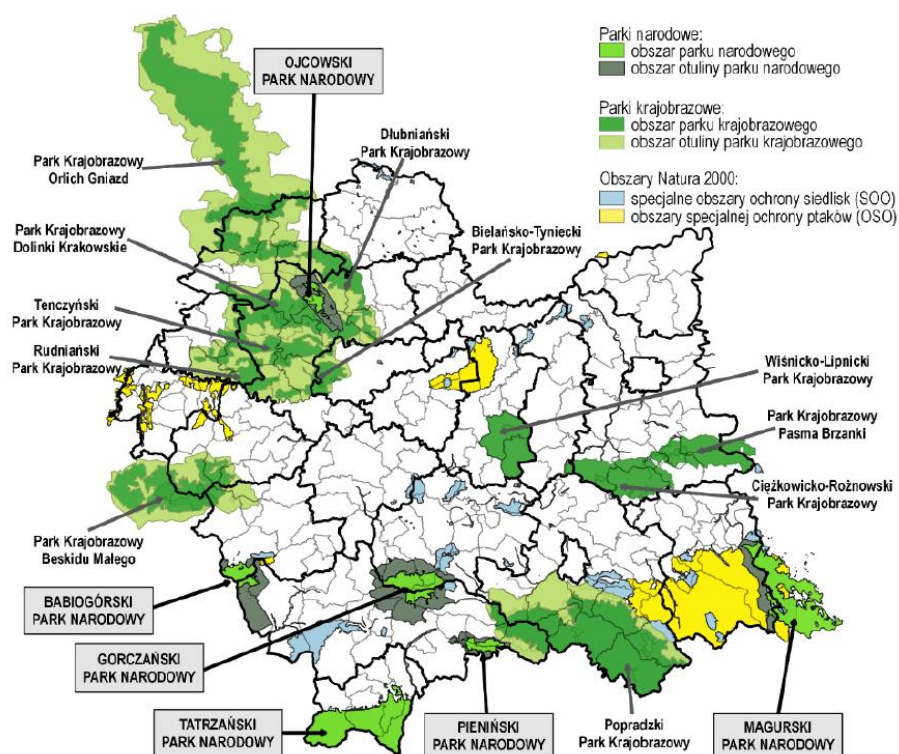 OJCOWSKI
PARK NARODOWY
Parki narodowe:
obszar parku narodowego
obszar otuliny parku narodowego
Parki krajobrazowe:
obszar parku krajobrazowego
obszar otuliny parku krajobrazowego
Obszary Natura 2000:
specjalne obszary ochrony siedlisk (SOO)
obszary specjalnej ochrony ptaków (OSO)
Dłubniański
Park Krajobrazowy
Park Krajobrazowy
Orlich Gniazd
Park Krajobrazowy
Dolinki Krakowskie
Bielańsko-Tyniecki
Park Krajobrazowy
Tenczyński
Park Krajobrazowy
Rudniański
Park Krajobrazowy
Wiśnicko-Lipnicki
Park Krajobrazowy
Park Krajobrazowy
Pasma Brzanki
Ciężkowicko-Rożnowski
Park Krajobrazowy
Park Krajobrazowy
Beskidu Małego
BABIOGÓRSKI
PARK NARODOWY
GORCZAŃSKI
PARK NARODOWY
TATRZAŃSKI
PARK NARODOWY
PIENIŃSKI
PARK NARODOWY
Popradzki
Park Krajobrazowy
MAGURSKI
PARK NARODOWY